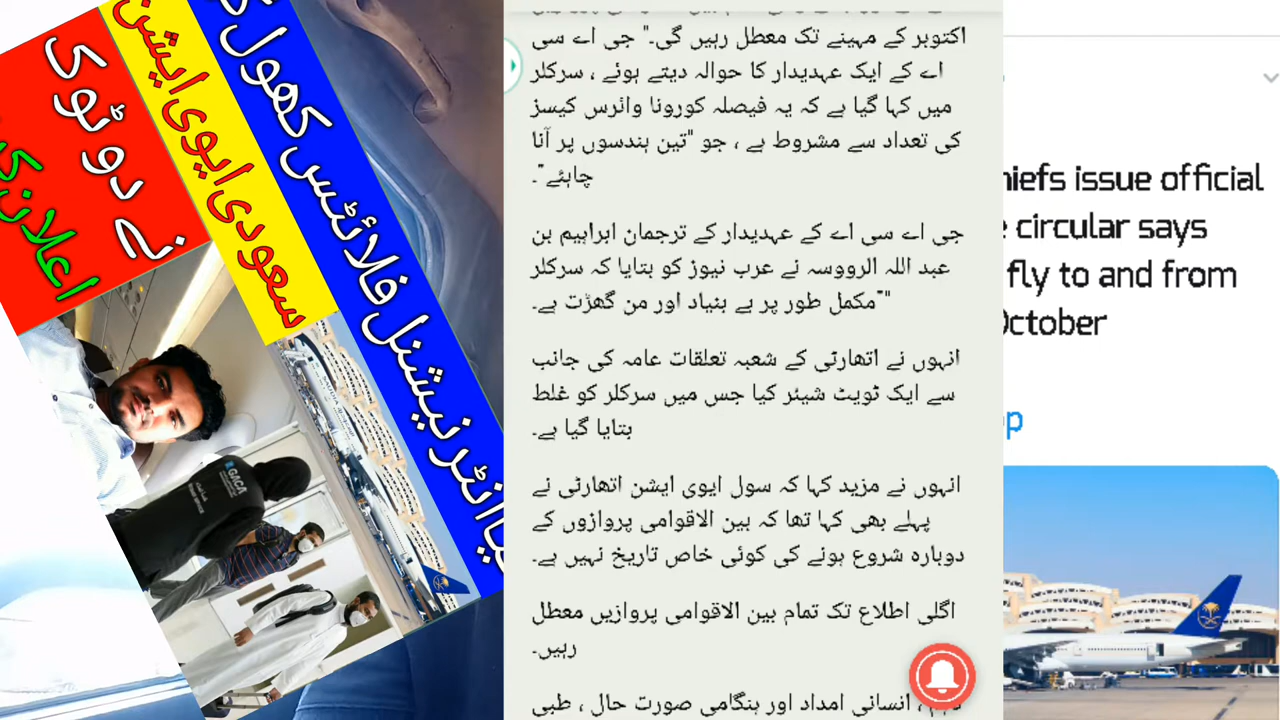 نے دو ٹوک
اعلان
سعودی ایوی ایشن
انٹرنیشنل فلائٹس کھول
GACA
اکتوبر کے مہینے تک معطل رہیں گی۔" جی اے سی
اے کے ایک عہدیدار کا حوالہ دیتے ہوئے ، سرکلر
میں کہا گیا ہے کہ یہ فیصلہ کورونا وائرس کیسز
کی تعداد سے مشروط ہے ، جو "تین ہندسوں پر آنا
چاہئے"۔
جی اے سی اے کے عہدیدار کے ترجمان ابراہیم بن
عبد اللہ الرووسہ نے عرب نیوز کو بتایا کہ سرکلر
"مکمل طور پر بے بنیاد اور من گھڑت ہے۔"
انہوں نے اتھارٹی کے شعبہ تعلقات عامہ کی جانب
سے ایک ٹویٹ شیئر کیا جس میں سرکلر کو غلط
بتایا گیا ہے۔
انہوں نے مزید کہا کہ سول ایوی ایشن اتھارٹی نے
پہلے بھی کہا تھا کہ بین الاقوامی پروازوں کے
دوبارہ شروع ہونے کی کوئی خاص تاریخ نہیں ہے۔
اگلی اطلاع تک تمام بین الاقوامی پروازیں معطل
رہیں۔
، انسانی امداد اور ہنگامی صورت حال ، طبی
hiefs issue official
circular says
fly to and from
October